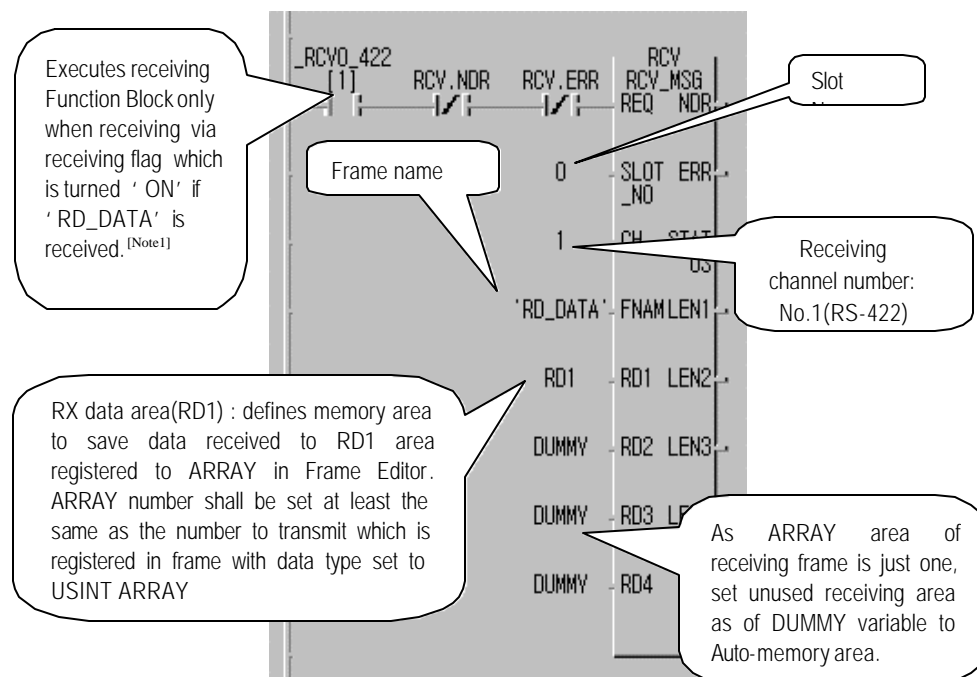 Executes receiving
Function Block only
when receiving via
receiving flag which
is turned ‘ON’ if
‘RD_DATA’ is
received.[Note1]
_RCV0_422
[1]
RCV.NDR
RCV.ERR
RCV
RCV_MSG
REQ NDR
Slot
Frame name
0
SLOT ERR
_NO
1
Receiving
channel number:
No.1(RS-422)
'RD_DATA'
FNAM LEN1
RD1
RD1 LEN2
RX data area(RD1) : defines memory area
to save data received to RD1 area
registered to ARRAY in Frame Editor.
ARRAY number shall be set at least the
same as the number to transmit which is
registered in frame with data type set to
USINT ARRAY
DUMMY
RD2 LEN3
DUMMY
RD3
DUMMY
RD4
As ARRAY area of
receiving frame is just one,
set unused receiving area
as of DUMMY variable to
Auto-memory area.